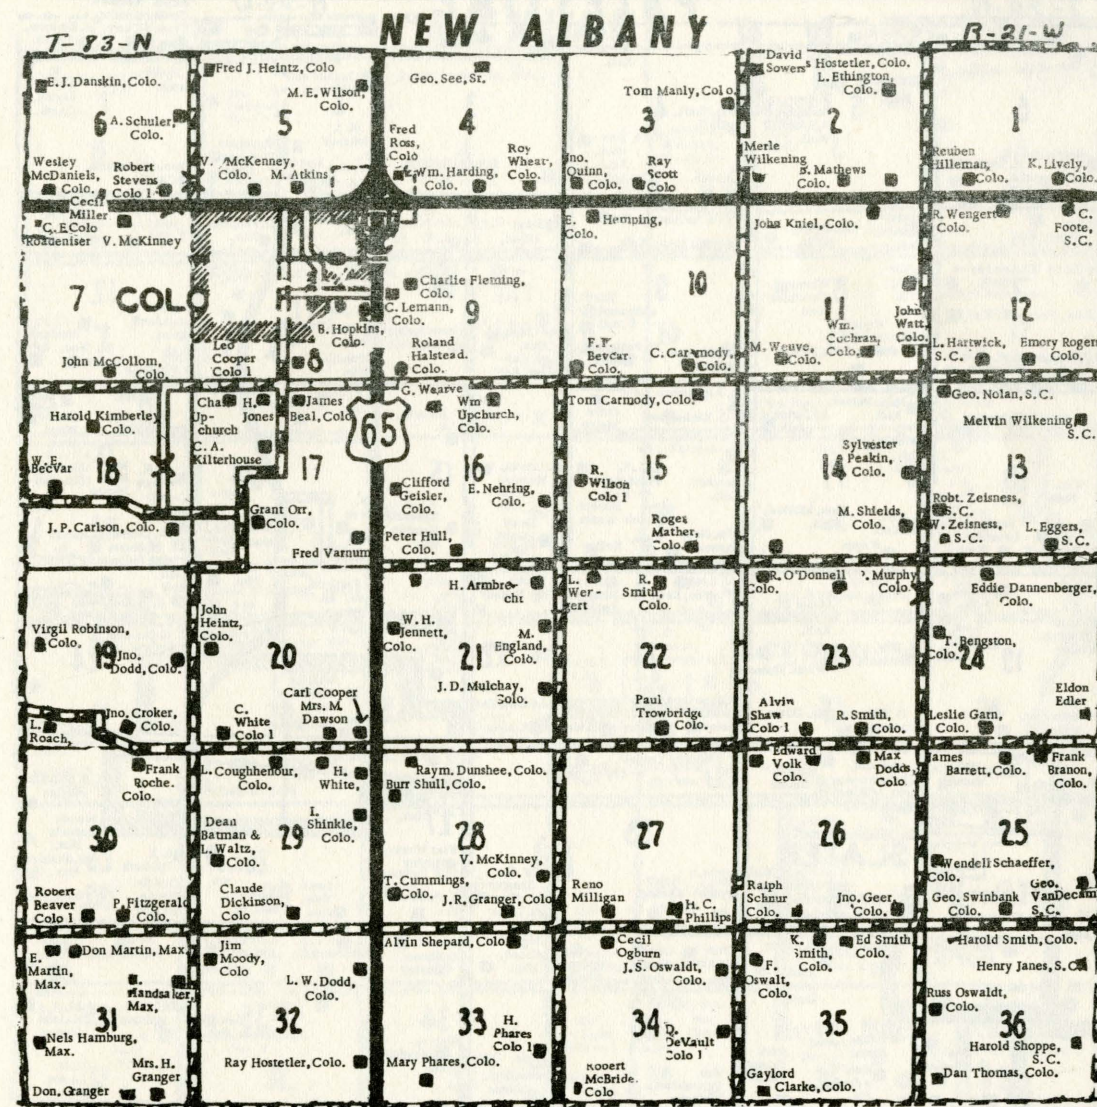 NEW ALBANY
T-83-N
R-21-W
E. J. Danskin, Colo.
6
A. Schuler,
Colo.
Wesley
McDaniels,
Colo.
Robert
Stevens
Colo 1
Fred J. Heintz, Colo
M. E. Wilson,
Colo.
5
V. McKenney,
Colo.
M. Atkins
Geo. See, Sr.
4
Fred
Ross,
Colo
Wm. Harding,
Colo.
Roy
Wheat,
Colo.
Tom Manly, Colo.
3
Jno.
Quinn,
Colo.
Ray
Scott
Colo
David
Sowers
Hostetler, Colo.
L. Ethington,
Colo.
2
Merle
Wilkening
Mathews
Colo.
1
Reuben
Hilleman,
Colo.
K. Lively,
Colo.
Cecil
Miller
Colo
C. E.
V. McKinney
7
COLO
John McCollom,
Colo.
B. Hopkins,
Colo.
Leo
Cooper
Colo 1
8
Charlie Fleming,
Colo.
C. Lemann,
Colo.
9
Roland
Halstead.
Colo.
E.
Colo.
Hemping,
10
Colo.
C. Carmody,
Colo.
John Kniel, Colo.
11
Wm.
Cochran,
Colo.
John
Watt,
Colo.
M. Weuve,
Colo.
R. Wengert
Colo.
C.
Foote,
S.C.
12
L. Hartwick,
S.C.
Emory Roger
Colo.
Harold Kimberley
Colo.
W. E.
Becvar
18
J. P. Carlson, Colo.
Chas
Up-
church
H.
Jones
James
Beal, Colo
C. A.
Kilterhouse
17
Grant Orr,
Colo.
Fred Varnum
65
G. Wearve
Wm
Upchurch,
Colo.
16
Clifford
Geisler,
Colo.
E. Nehring,
Colo.
Peter Hull,
Colo.
Tom Carmody, Colo.
R.
Wilson
Colo 1
15
Roger
Mather,
Colo.
Sylvester
Peakin,
Colo.
14
M. Shields,
Colo.
Geo. Nolan, S.C.
Melvin Wilkening
S.C.
13
Robt. Zeisness,
S.C.
W. Zeisness,
S.C.
L. Eggers,
S.C.
Virgil Robinson,
Colo.
19
Jno.
Dodd, Colo.
Jno. Croker,
Colo.
L.
Roach,
John
Heintz,
Colo.
20
C.
White
Colo 1
Carl Cooper
Mrs. M.
Dawson
H. Armbre-
cht
W. H.
Jennett,
Colo.
21
M.
England,
Colo.
J. D. Mulchay,
Colo.
L.
Wer-
gert
R.
Smith,
Colo.
22
Paul
Trowbridge
Colo.
R. O'Donnell
Colo.
Murphy
Colo
23
Alvin
Shaw
Colo 1
R. Smith,
Colo.
Eddie Dannenberger,
Colo.
T. Bengston,
Colo.
24
Leslie Garn,
Colo.
Eldon
Edler
Frank
Roche.
Colo.
30
Robert
Beaver
Colo 1
P. Fitzgerald
Colo.
L. Coughhenour,
Colo.
H.
White,
Dean
Batman &
L. Waltz,
Colo.
29
L.
Shinkle,
Colo.
Claude
Dickinson,
Colo
Raym. Dunshee, Colo.
Burr Shull, Colo.
28
V. McKinney,
Colo.
T. Cummings,
Colo.
J. R. Granger, Colo
27
Reno
Milligan
H. C.
Phillips
Edward
Volk
Colo.
Max
Dodds,
Colo
26
Ralph
Schnur
Colo.
Jno. Geer,
Colo.
James
Barrett, Colo.
Frank
Branon,
Colo.
25
Wendell Schaeffer,
Colo.
Geo. Swinbank
Colo.
Geo.
VanDecam
S.C.
Don Martin, Max.
E.
Martin,
Max.
Handsaker,
Max.
31
Nels Hamburg,
Max.
Mrs. H.
Granger
Don, Granger
Jim
Moody,
Colo
L. W. Dodd,
Colo.
32
Ray Hostetler, Colo.
Alvin Shepard, Colo.
33
H.
Phares
Colo 1
Mary Phares, Colo.
Cecil
Ogburn
J. S. Oswaldt,
Colo.
34
D.
DeVault
Colo 1
Robert
McBride.
Colo
K.
Smith,
Colo.
Ed Smith
Colo.
F.
Oswalt,
Colo.
35
Gaylord
Clarke, Colo.
Harold Smith, Colo.
Henry Janes, S.C.
Russ Oswalt.
Colo.
36
Harold Shoppe,
S.C.
Dan Thomas, Colo.